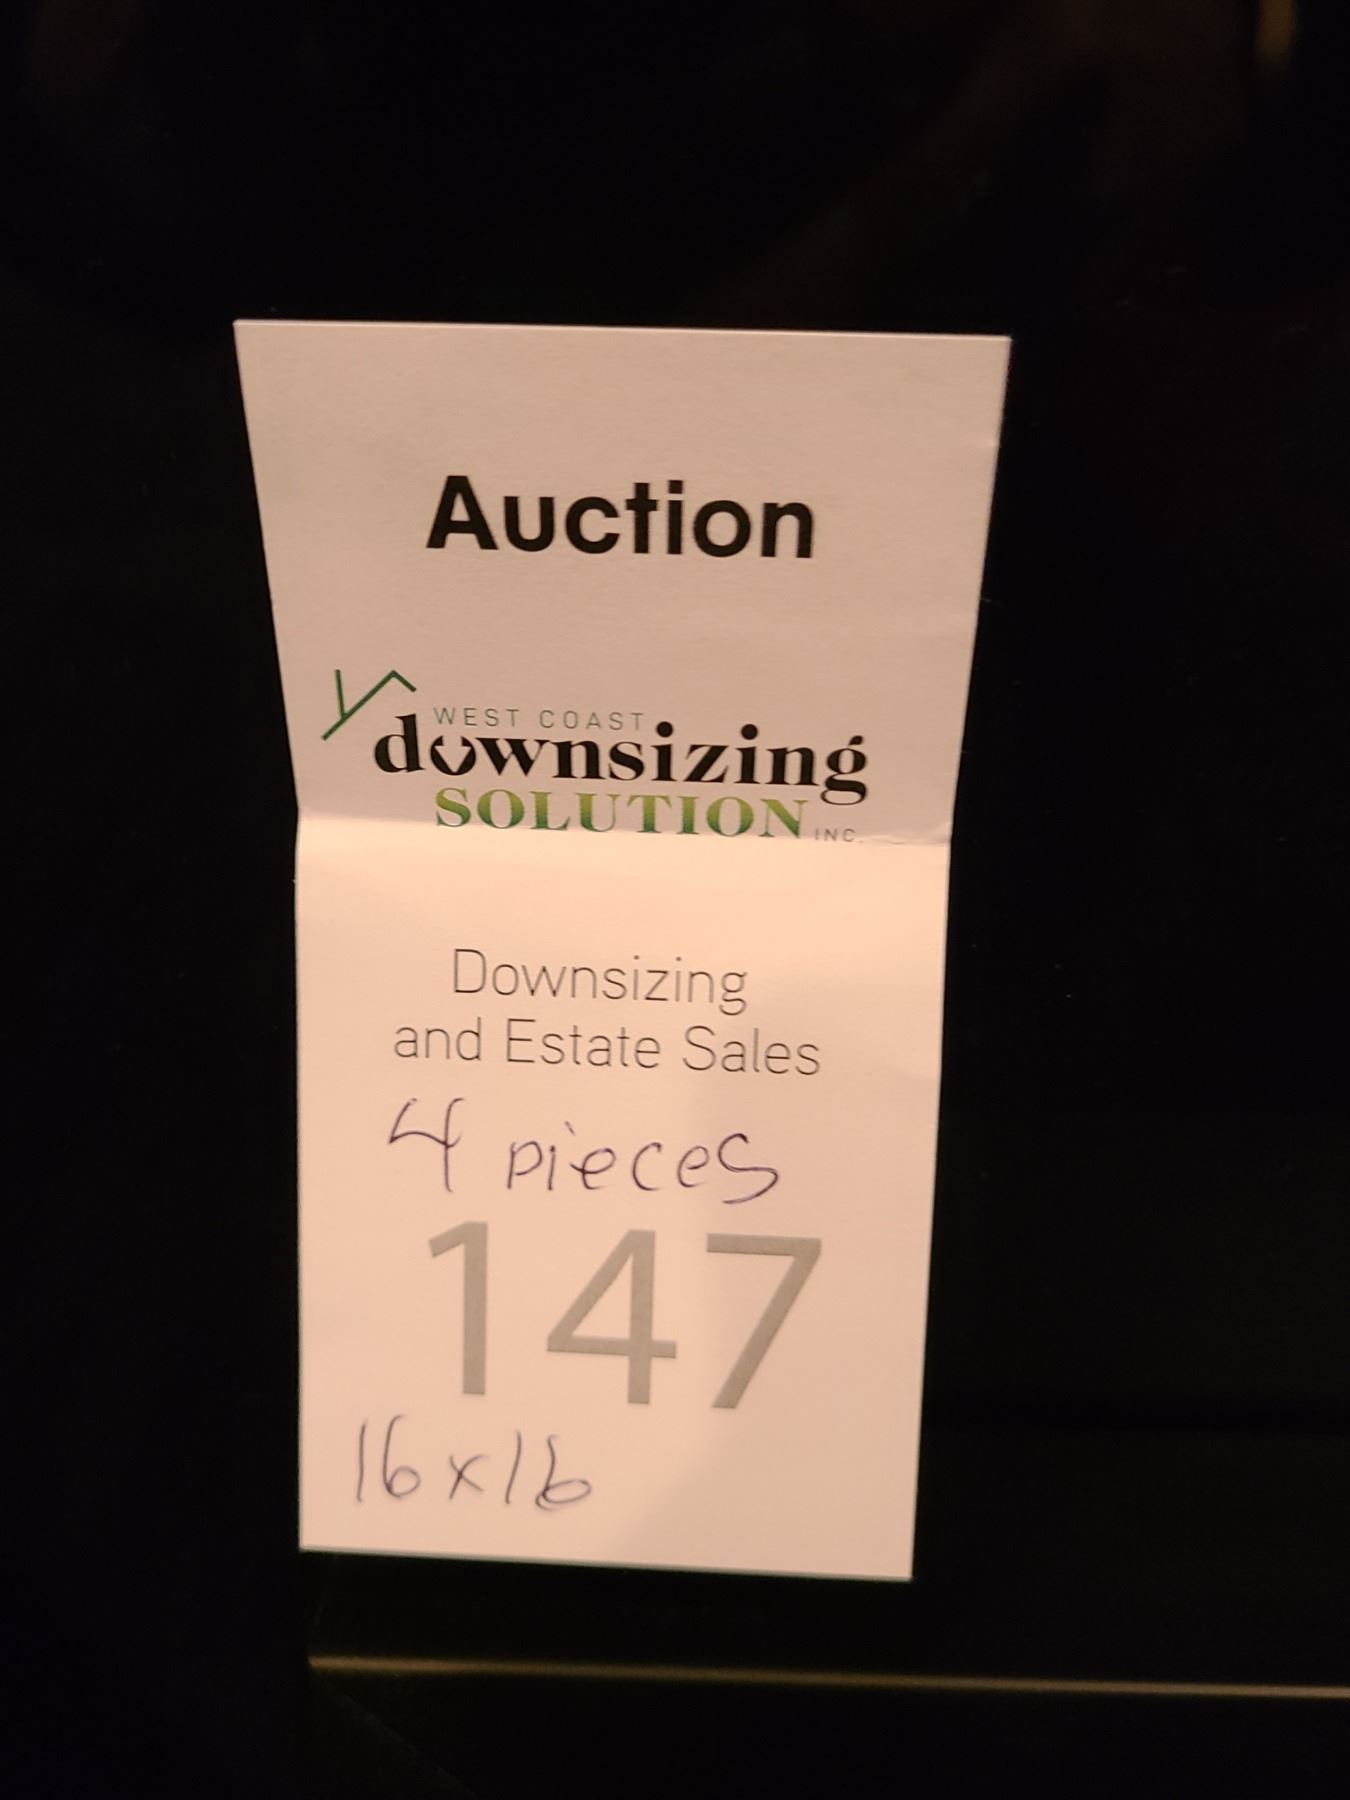 Auction
WEST COAST
downsizing
SOLUTION INC.
Downsizing
and Estate Sales
4 pieces
147
16x16